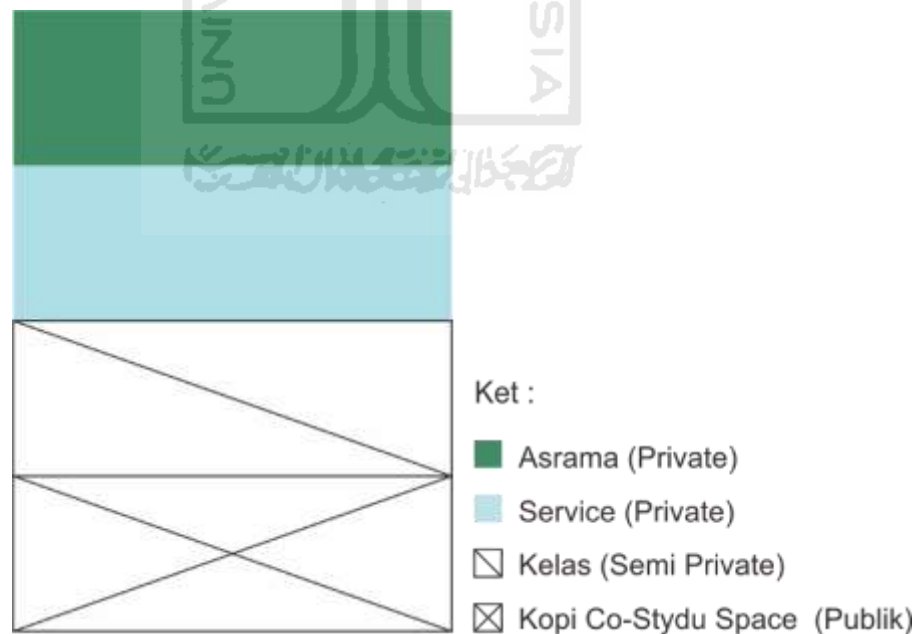 Ket :
Asrama (Private)
Service (Private)
Kelas (Semi Private)
Kopi Co-Stydu Space (Publik)